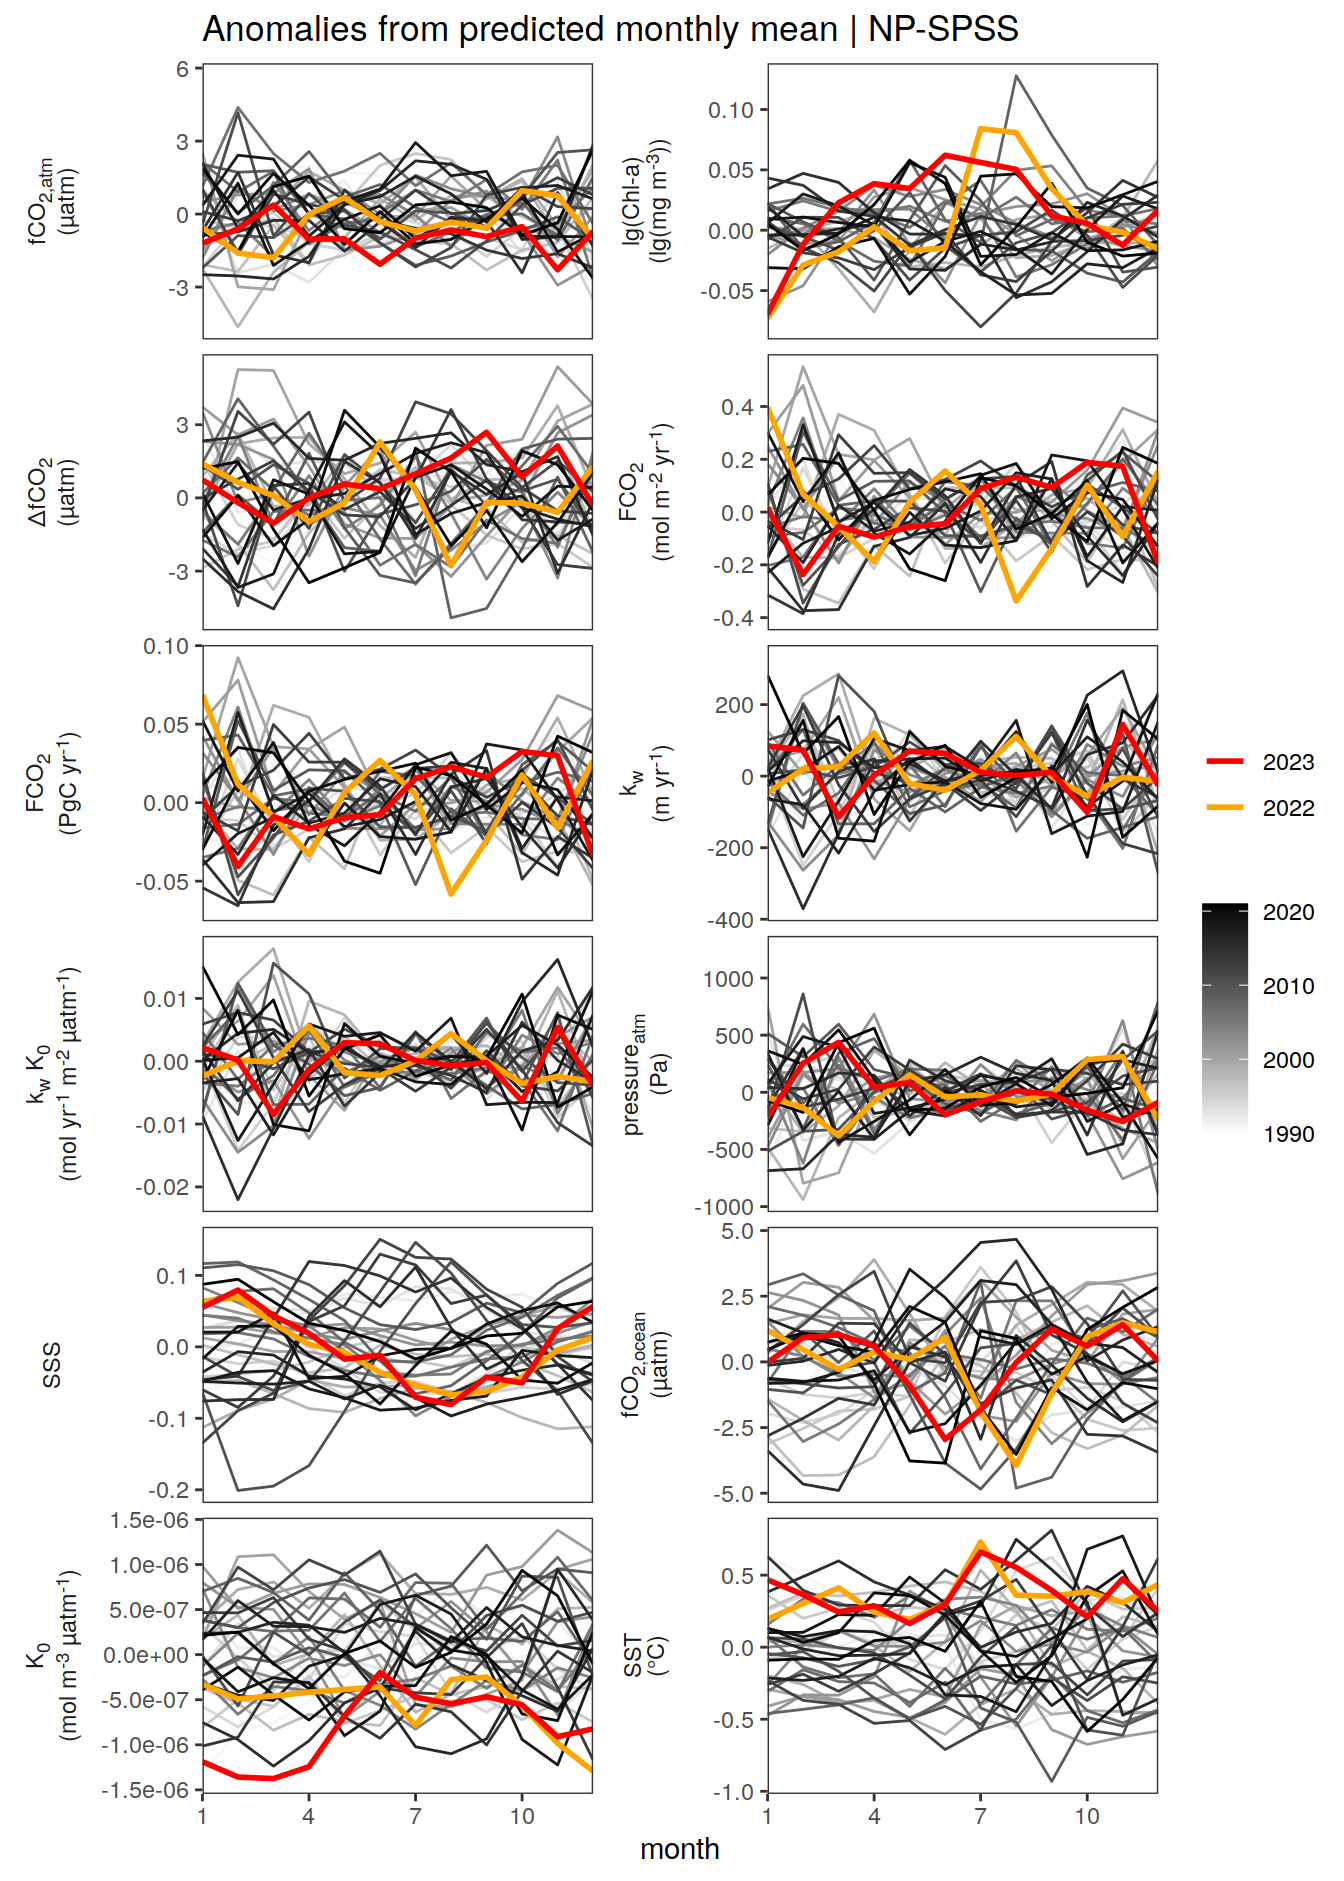 Anomalies from predicted monthly mean | NP-SPSS
fCO2,atm
(µatm)
6
3
0
-3
lg(Chl-a)
(lg(mg m-3))
0.10
0.05
0.00
-0.05
ΔfCO2
(µatm)
3
0
-3
FCO2
(mol m-2 yr-1)
0.4
0.2
0.0
-0.2
-0.4
FCO2
(PgC yr-1)
0.10
0.05
0.00
-0.05
kw
(m yr-1)
200
0
-200
-400
2023
2022
2020
2010
2000
1990
kw K0
(mol yr-1 m-2 µatm-1)
0.01
0.00
-0.01
-0.02
pressureatm
(Pa)
1000
500
0
-500
-1000
SSS
0.1
0.0
-0.1
-0.2
fCO2,ocean
(µatm)
5.0
2.5
0.0
-2.5
-5.0
K0
(mol m-3 µatm-1)
1.5e-06
1.0e-06
5.0e-07
0.0e+00
-5.0e-07
-1.0e-06
-1.5e-06
SST
(°C)
0.5
0.0
-0.5
-1.0
1 4 7 10
1 4 7 10
month